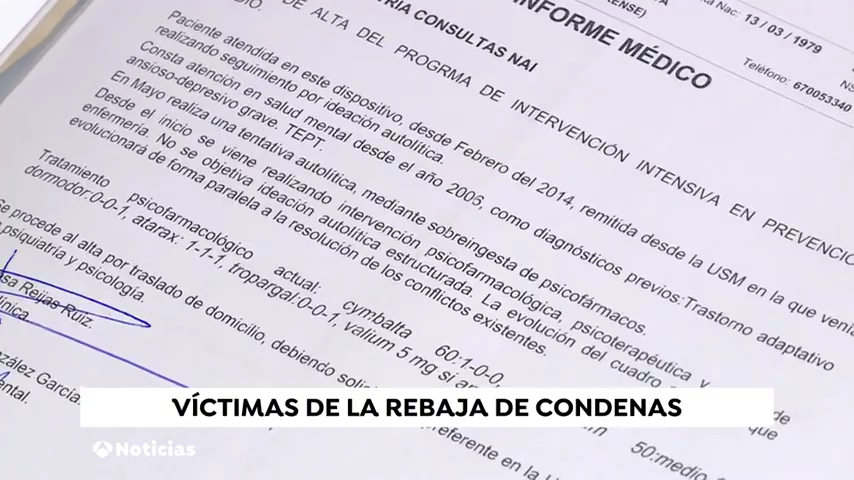 INFORME MÉDICO
Nac: 13/03/1979
Teléfono: 670053340
CONSULTAS NAI
DE ALTA DEL PROGRMA DE INTERVENCIÓN INTENSIVA EN PREVENCIÓ
Paciente atendida en este dispositivo, desde Febrero del 2014, remitida desde la USM en la que
realizando seguimiento por ideación autolítica.
Consta atención en salud mental desde el año 2006, como diagnósticos previos:Trastorno adaptativo
ansioso-depresivo grave. TEPT.
En Mayo realiza una tentativa autolítica, mediante sobreingesta de psicofármacos.
Desde el inicio se viene realizando intervención psicofarmacológica, psicoterapeutica y
enfermería. No se objetiva ideación autolítica estructurada. La evolución del cuadro
evolucionará de forma paralela a la resolución de los conflictos existentes.
Tratamiento psicofarmacológico actual: cymbalta 60:1-0-0,
dormodor:0-0-1, atarax: 1-1-1, tropargal:0-0-1, valium 5 mg si
50:medio
Se procede al alta por traslado de domicilio, debiendo
psiquiatría y psicología.
Rejas Ruiz.
en la
VÍCTIMAS DE LA REBAJA DE CONDENAS
Noticias